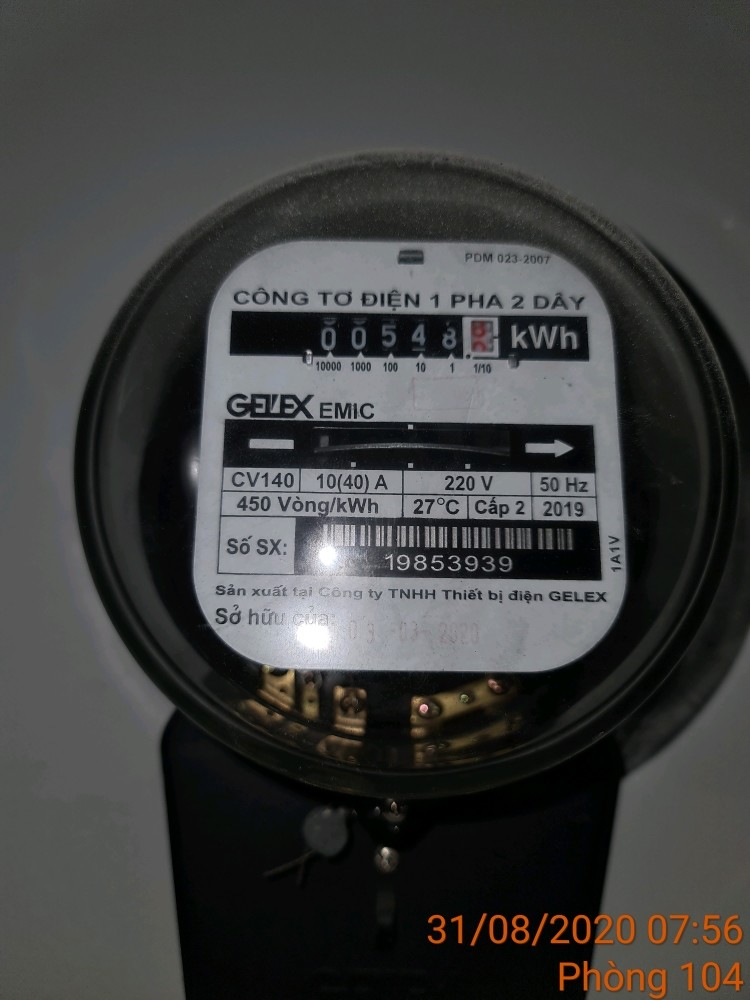 PDM 023-2007
CÔNG TƠ ĐIỆN 1 PHA 2 DÂY
0 0 5 4 8 kWh
10000 1000 100 10 1 1/10
GELEX EMIC
CV140 10(40) A 220 V 50 Hz
450 Vòng/kWh 27°C Cấp 2 2019
Số SX:
19853939
1A1V
Sản xuất tại Công ty TNHH Thiết bị điện GELEX
Sở hữu của:
03 -03- 2020
31/08/2020 07:56
Phòng 104